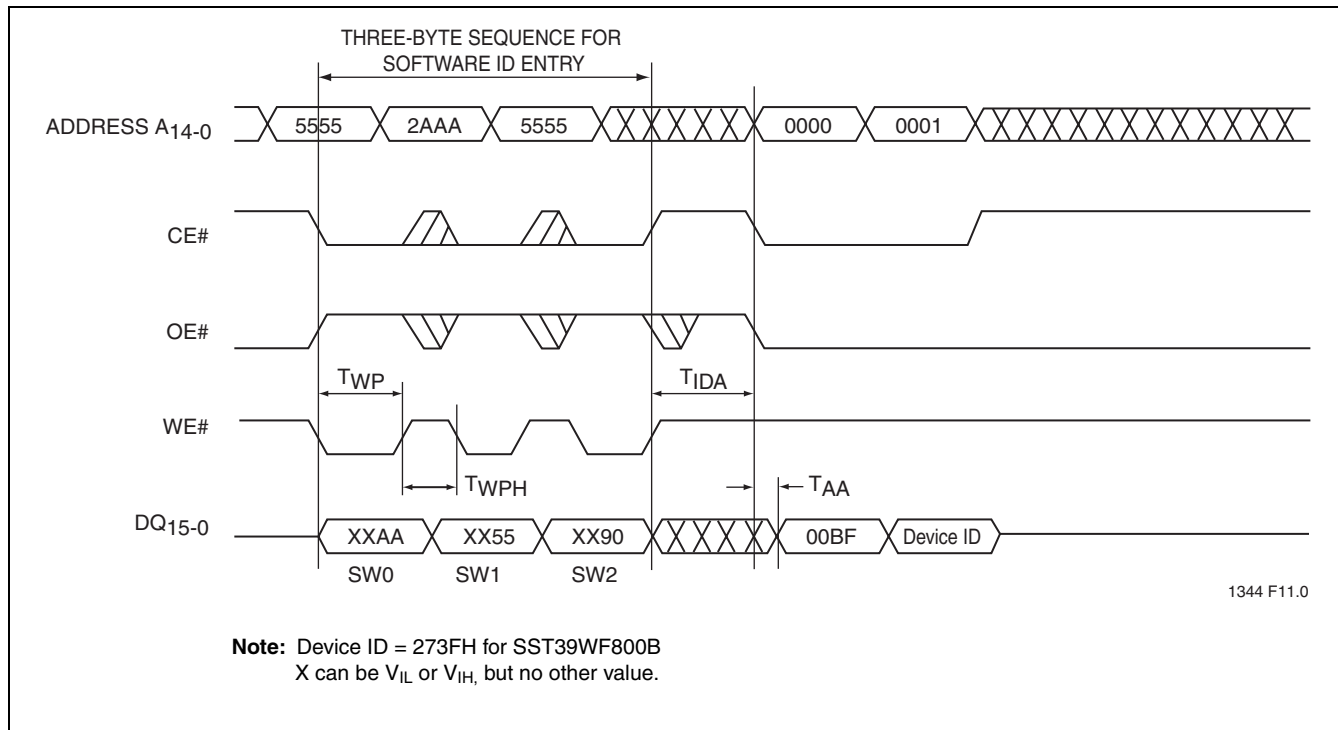 THREE-BYTE SEQUENCE FOR
SOFTWARE ID ENTRY
ADDRESS A14-0
5555 2AAA 5555 0000 0001
CE#
OE#
TWP TIDA
WE#
TWPH TAA
DQ15-0
XXAA XX55 XX90 00BF Device ID
SW0 SW1 SW2
1344 F11.0
Note: Device ID = 273FH for SST39WF800B
X can be VIL or VIH, but no other value.